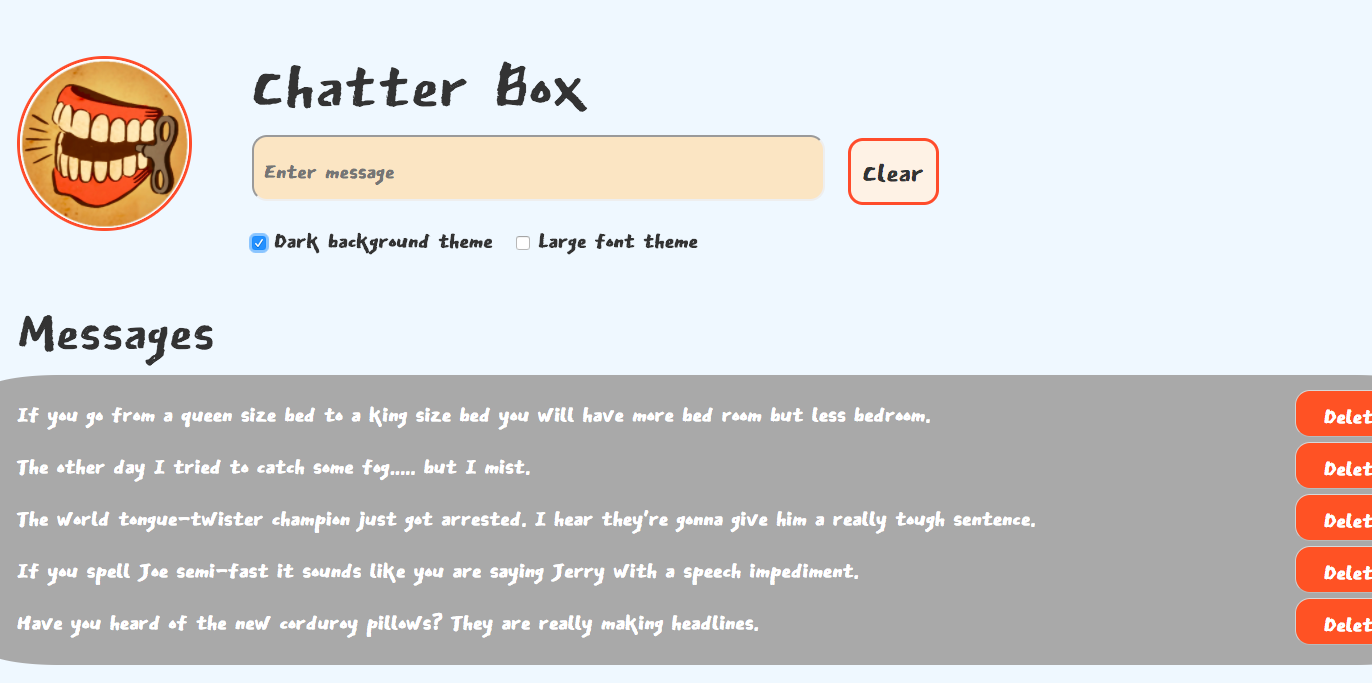 Chatter Box
Enter message
Clear
Dark background theme
Large font theme
Messages
If you go from a queen size bed to a king size bed you will have more bed room but less bedroom.
Delet
The other day I tried to catch some fog..... but I mist.
Delet
The world tongue-twister champion just got arrested. I hear they're gonna give him a really tough sentence.
Delet
If you spell Joe semi-fast it sounds like you are saying Jerry with a speech impediment.
Delet
Have you heard of the new corduroy pillows? They are really making headlines.
Delet